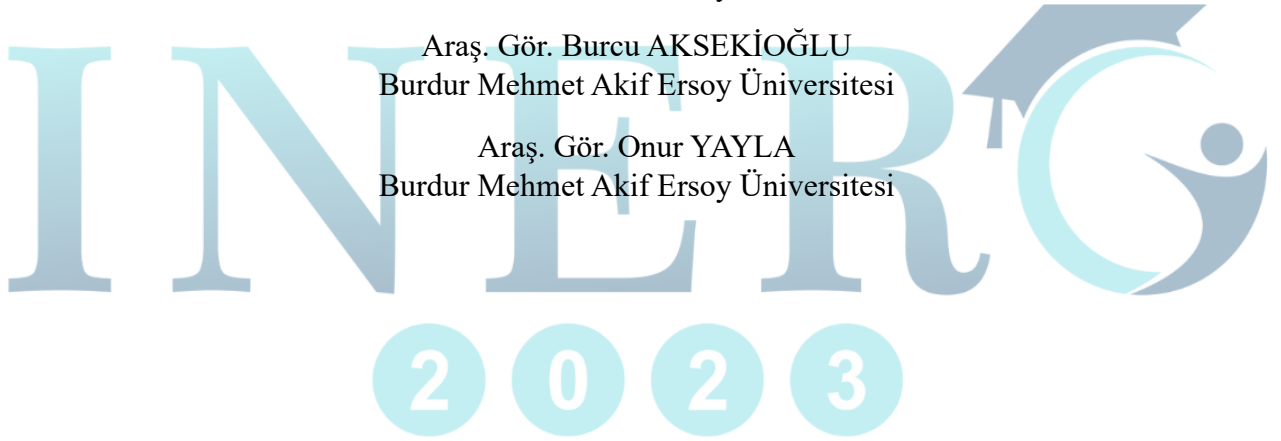 Araş. Gör. Burcu AKSEKİOĞLU
Burdur Mehmet Akif Ersoy Üniversitesi
Araş. Gör. Onur YAYLA
Burdur Mehmet Akif Ersoy Üniversitesi
INER
2023